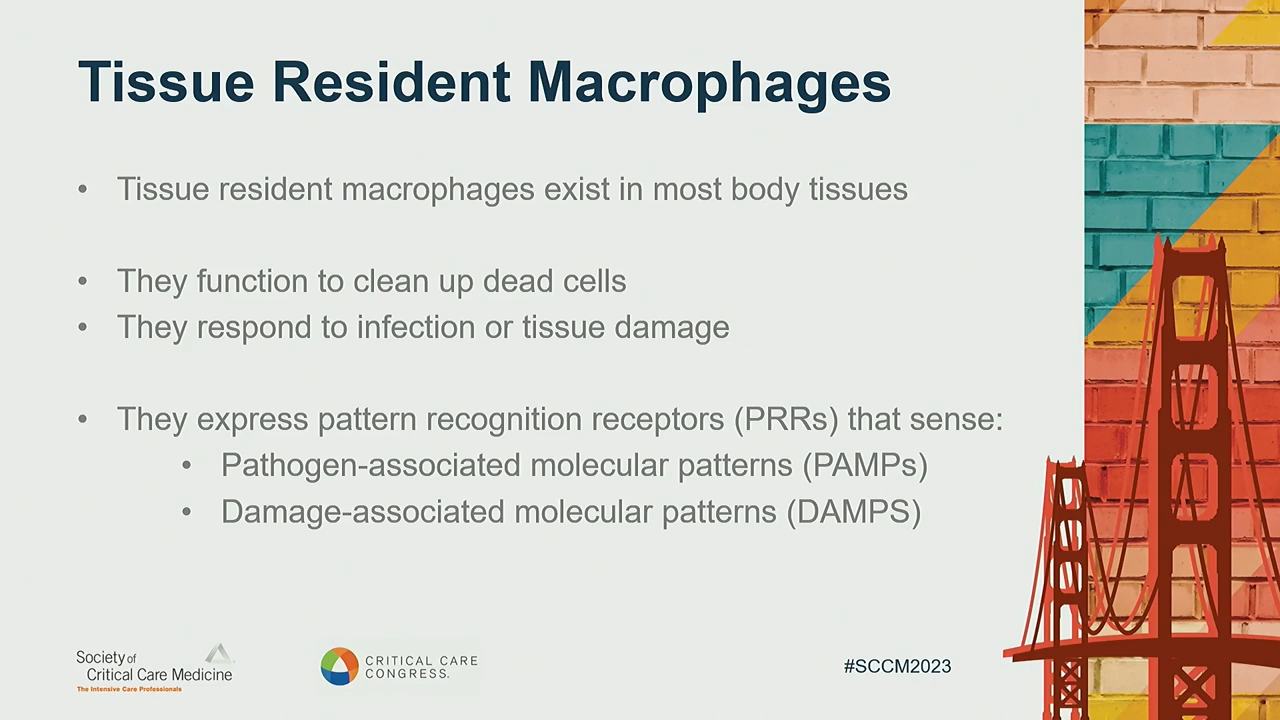 Tissue Resident Macrophages
• Tissue resident macrophages exist in most body tissues
• They function to clean up dead cells
• They respond to infection or tissue damage
• They express pattern recognition receptors (PRRs) that sense:
• Pathogen-associated molecular patterns (PAMPs)
• Damage-associated molecular patterns (DAMPS)
Society of
Critical Care Medicine
The Intensive Care Professionals
CRITICAL CARE
CONGRESS
#SCCM2023